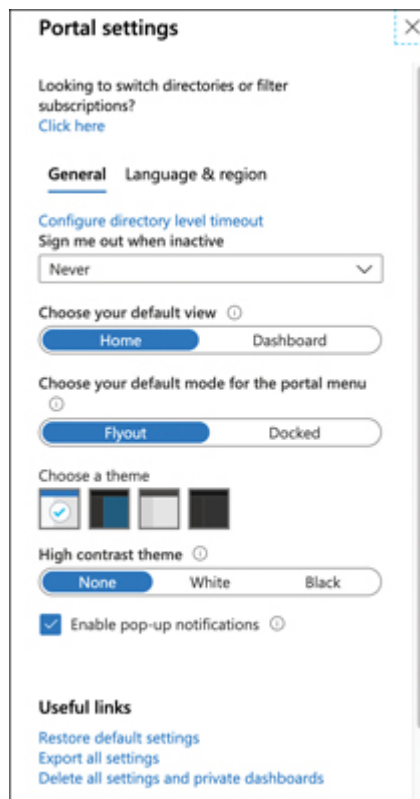 Portal settings
Looking to switch directories or filter
subscriptions?
Click here
General Language & region
Configure directory level timeout
Sign me out when inactive
Never
Choose your default view
Home Dashboard
Choose your default mode for the portal menu
Flyout Docked
Choose a theme
High contrast theme
None White Black
Enable pop-up notifications
Useful links
Restore default settings
Export all settings
Delete all settings and private dashboards